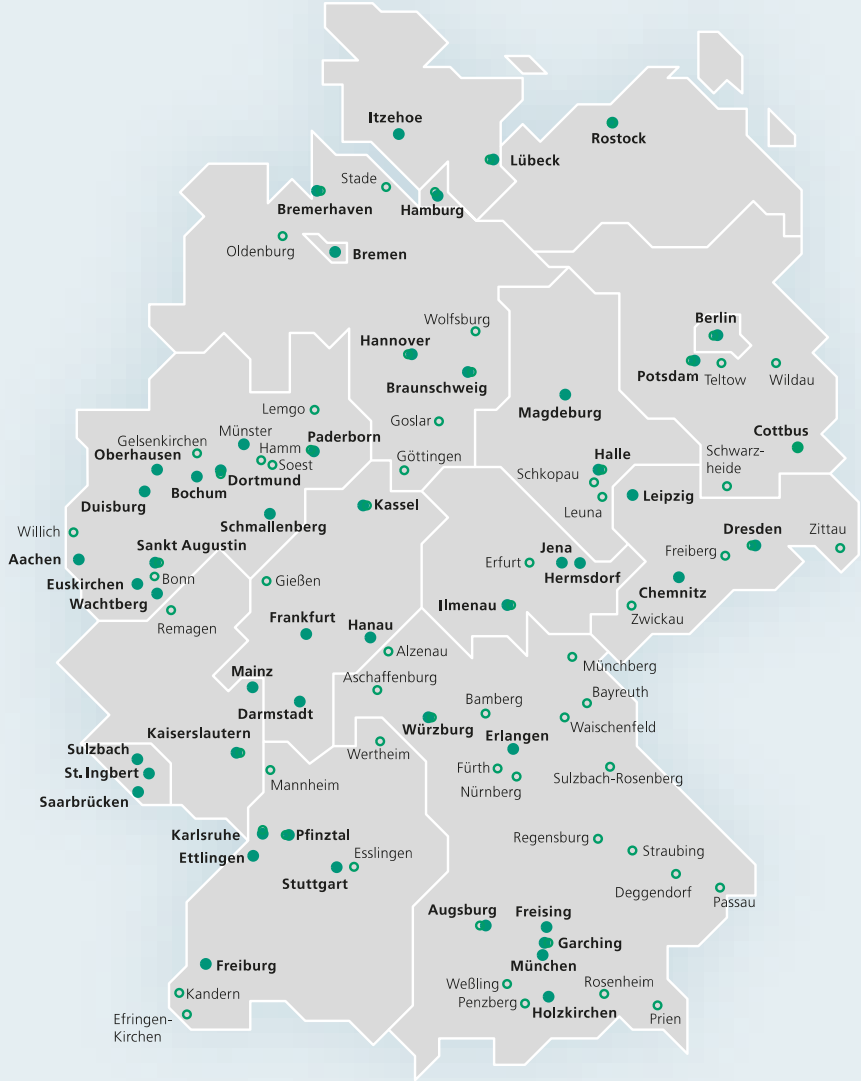 Itzehoe
Rostock
Lübeck
Stade
Bremerhaven
Hamburg
Oldenburg
Bremen
Wolfsburg
Berlin
Hannover
Potsdam
Teltow
Wildau
Braunschweig
Magdeburg
Lemgo
Goslar
Münster
Gelsenkirchen
Hamm
Paderborn
Cottbus
Oberhausen
Soest
Göttingen
Halle
Schwarz-
heide
Bochum
Dortmund
Schkopau
Leipzig
Duisburg
Leunа
Kassel
Schmallenberg
Willich
Dresden
Zittau
Sankt Augustin
Jena
Freiberg
Aachen
Erfurt
Hermsdorf
Bonn
Gießen
Chemnitz
Euskirchen
Wachtberg
Ilmenau
Zwickau
Remagen
Frankfurt
Hanau
Alzenau
Münchberg
Mainz
Aschaffenburg
Bayreuth
Bamberg
Darmstadt
Würzburg
Waischenfeld
Kaiserslautern
Erlangen
Sulzbach
Wertheim
Fürth
St. Ingbert
Mannheim
Nürnberg
Sulzbach-Rosenberg
Saarbrücken
Karlsruhe
Pfinztal
Regensburg
Ettlingen
Esslingen
Straubing
Stuttgart
Deggendorf
Passau
Augsburg
Freising
Garching
Freiburg
München
Kandern
Weßling
Rosenheim
Penzberg
Holzkirchen
Prien
Efringen-
Kirchen